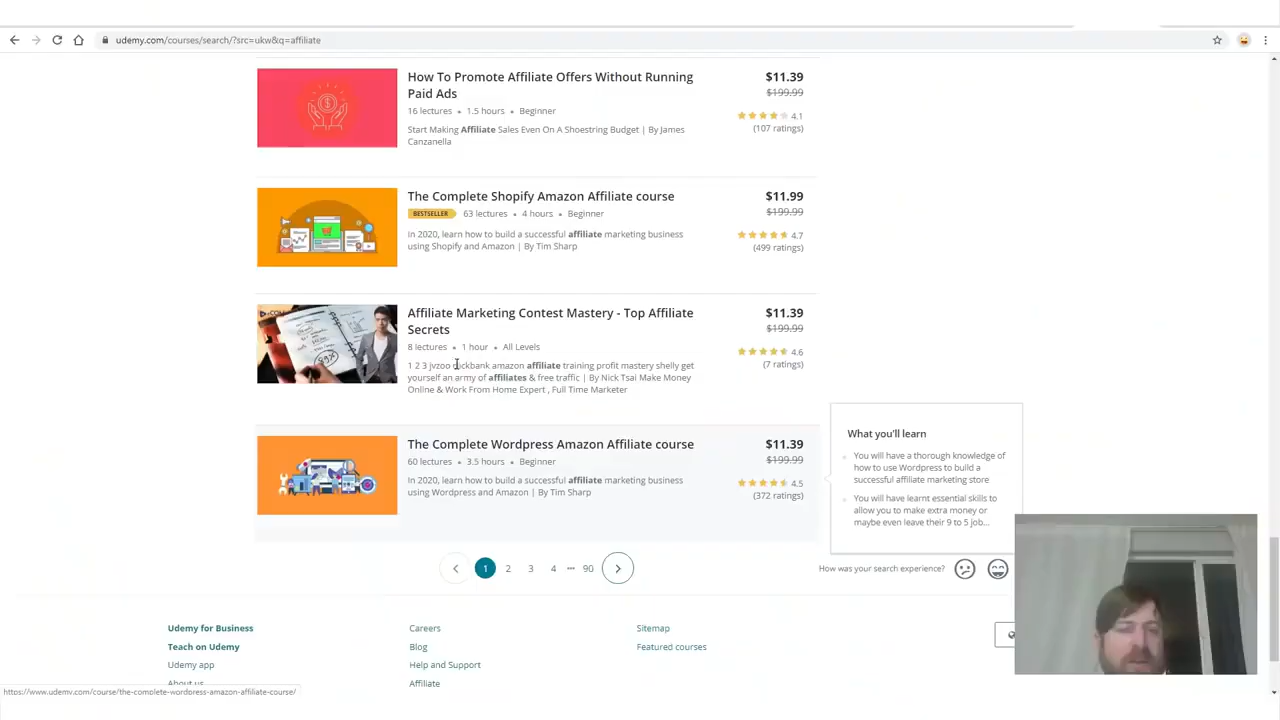 udemy.com/courses/search/?src=ukw&q=affiliate
How To Promote Affiliate Offers Without Running
Paid Ads
$11.39
$199.99
16 lectures • 1.5 hours • Beginner
4.1
(107 ratings)
Start Making Affiliate Sales Even On A Shoestring Budget | By James
Canzanella
The Complete Shopify Amazon Affiliate course
$11.99
$199.99
BESTSELLER 63 lectures • 4 hours • Beginner
4.7
(499 ratings)
In 2020, learn how to build a successful affiliate marketing business
using Shopify and Amazon | By Tim Sharp
Affiliate Marketing Contest Mastery - Top Affiliate
Secrets
$11.39
$199.99
8 lectures • 1 hour • All Levels
4.6
(7 ratings)
1 2 3 jvzoo clickbank amazon affiliate training profit mastery shelly get
yourself an army of affiliates & free traffic | By Nick Tsai Make Money
Online & Work From Home Expert , Full Time Marketer
The Complete Wordpress Amazon Affiliate course
$11.39
$199.99
60 lectures • 3.5 hours • Beginner
4.5
(372 ratings)
In 2020, learn how to build a successful affiliate marketing business
using Wordpress and Amazon | By Tim Sharp
What you'll learn
You will have a thorough knowledge of
how to use Wordpress to build a
successful affiliate marketing store
You will have learnt essential skills to
allow you to make extra money or
maybe even leave their 9 to 5 job...
1 2 3 4 ••• 90
How was your search experience?
Udemy for Business
Teach on Udemy
Udemy app
About us
Careers
Blog
Help and Support
Affiliate
Sitemap
Featured courses
https://www.udemy.com/course/the-complete-wordpress-amazon-affiliate-course/